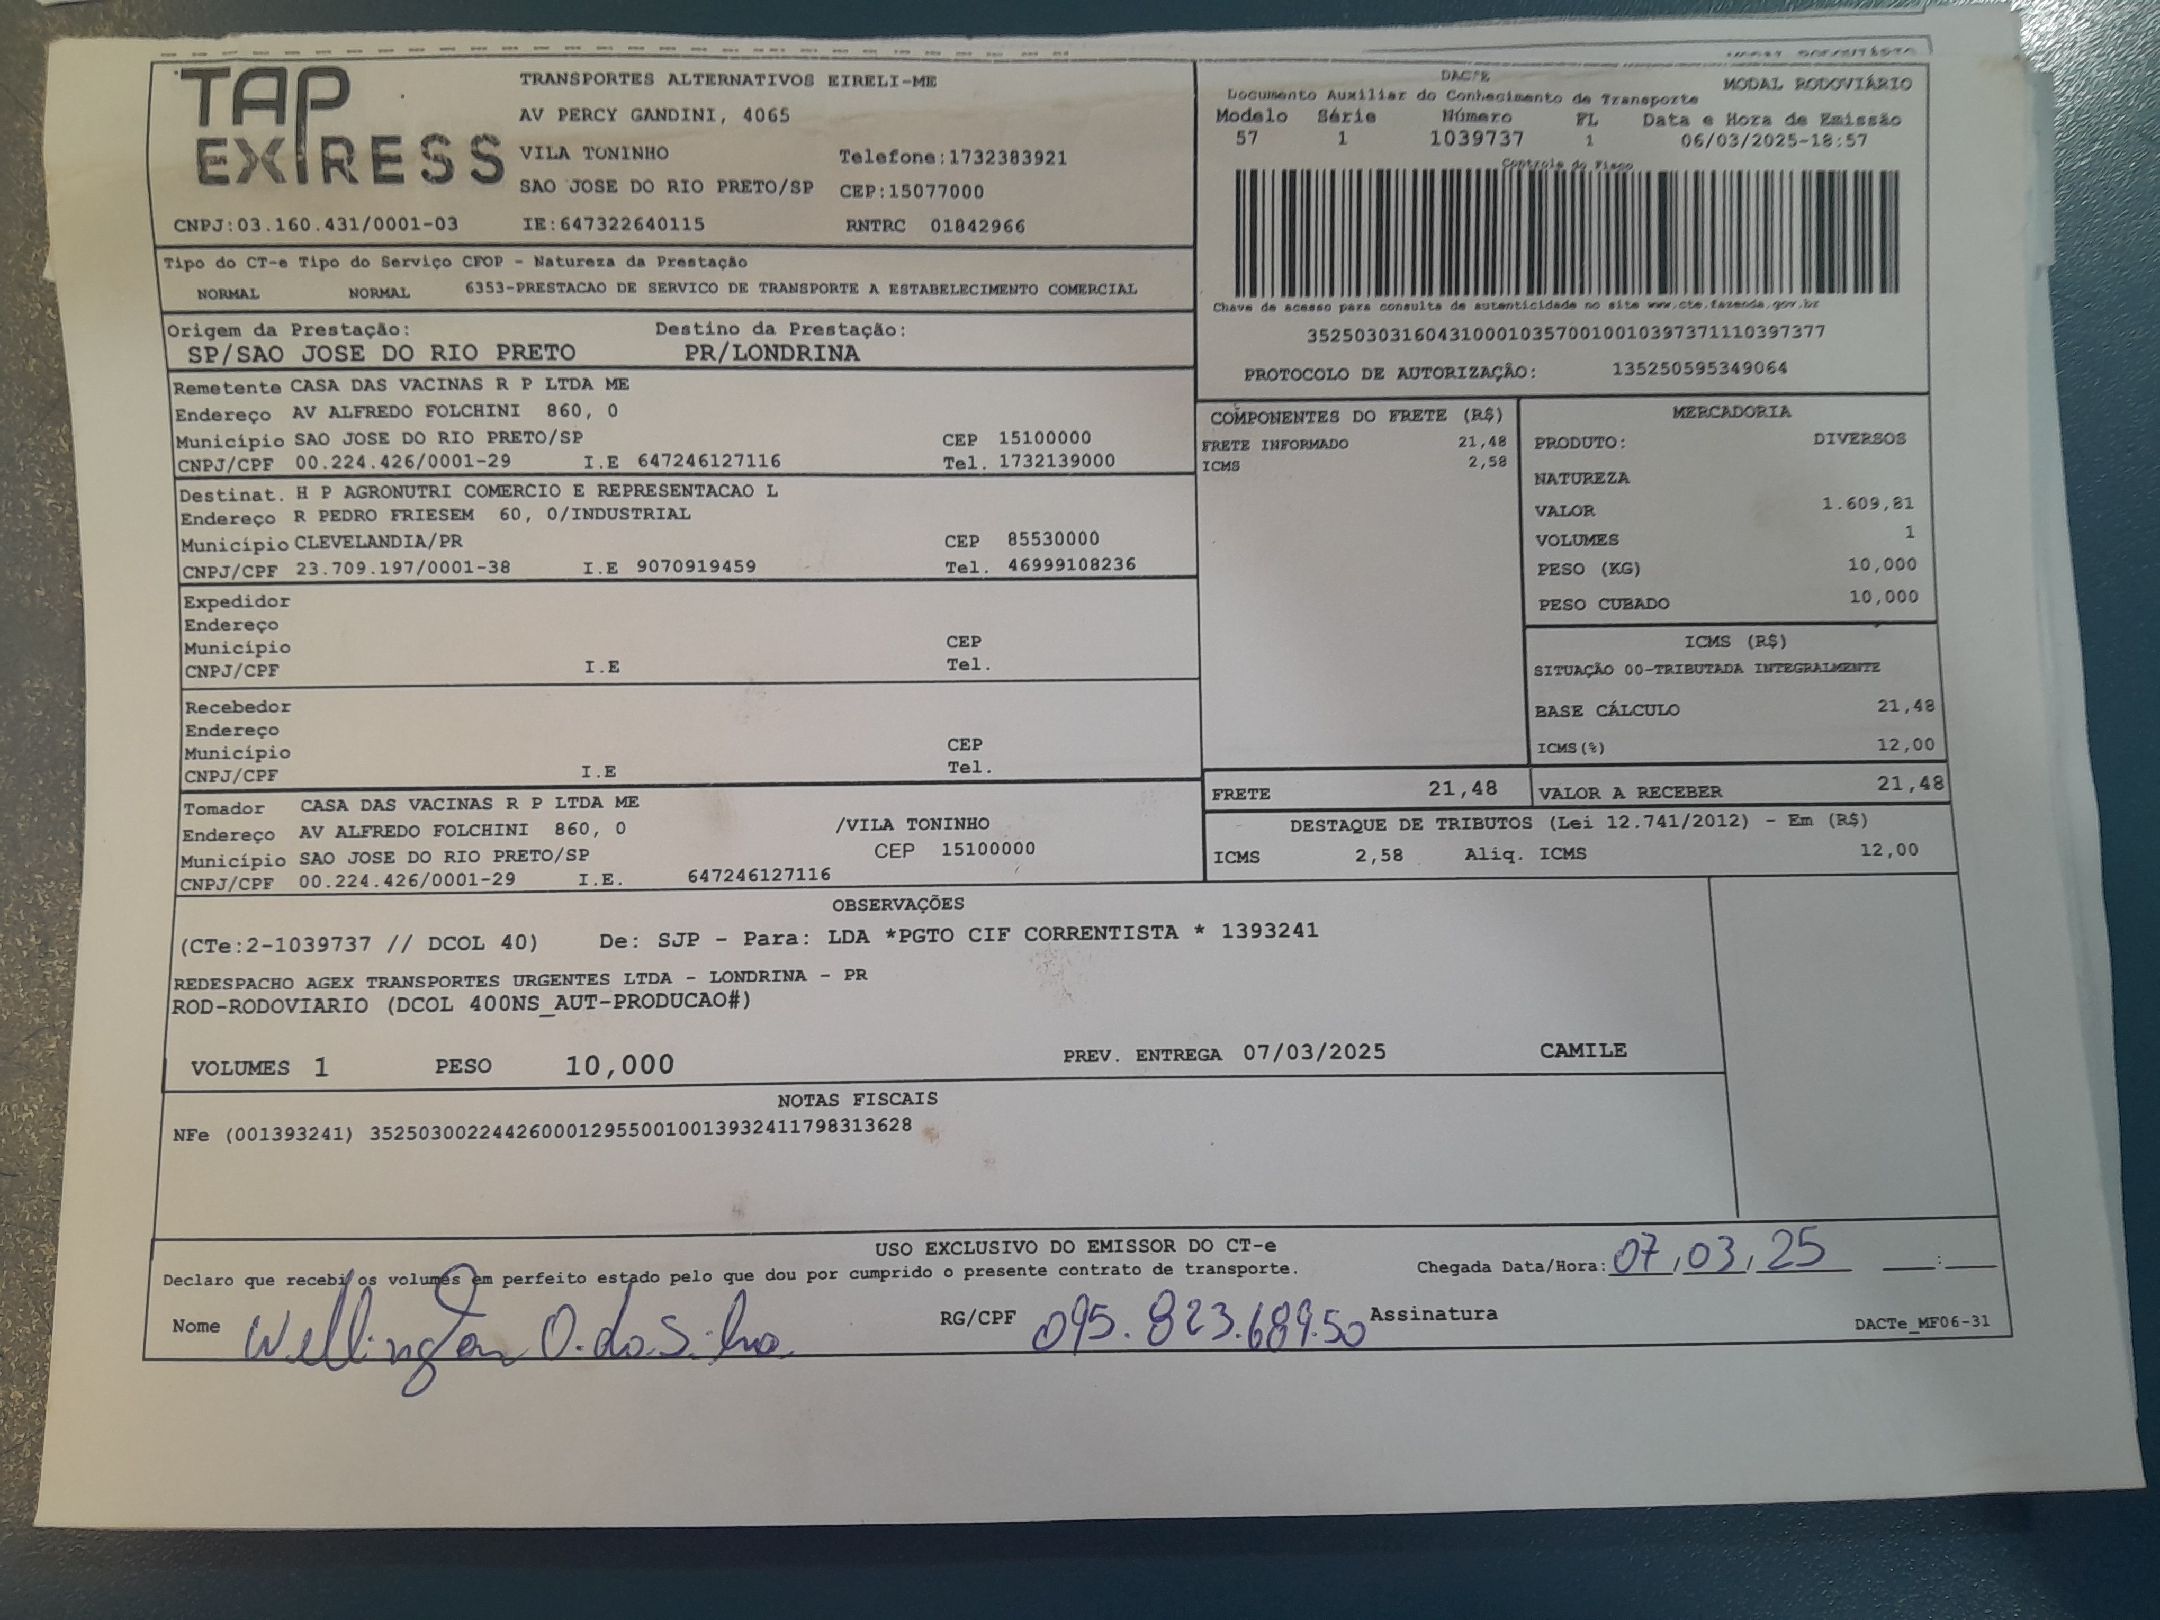 TAP EXPRESS
TRANSPORTES ALTERNATIVOS EIRELI-ME
AV PERCY GANDINI, 4065
VILA TONINHO Telefone:1732383921
SAO JOSE DO RIO PRETO/SP CEP:15077000
CNPJ:03.160.431/0001-03 IE:647322640115 RNTRC 01842966
DACTE MODAL RODOVIÁRIO
Documento Auxiliar do Conhecimento de Transporte
Modelo Série Número FL Data e Hora de Emissão
57 1 1039737 1 06/03/2025-18:57
Controle do Fisco
Chave de acesso para consulta de autenticidade no site www.cte.fazenda.gov.br
35250303160431000103570010010397371110397377
PROTOCOLO DE AUTORIZAÇÃO: 135250595349064
Tipo do CT-e Tipo do Serviço CFOP - Natureza da Prestação
NORMAL NORMAL 6353-PRESTACAO DE SERVICO DE TRANSPORTE A ESTABELECIMENTO COMERCIAL
Origem da Prestação: Destino da Prestação:
SP/SAO JOSE DO RIO PRETO PR/LONDRINA
Remetente CASA DAS VACINAS R P LTDA ME
Endereço AV ALFREDO FOLCHINI 860, 0
Município SAO JOSE DO RIO PRETO/SP CEP 15100000
CNPJ/CPF 00.224.426/0001-29 I.E 647246127116 Tel. 1732139000
Destinat. H P AGRONUTRI COMERCIO E REPRESENTACAO L
Endereço R PEDRO FRIESEM 60, 0/INDUSTRIAL
Município CLEVELANDIA/PR CEP 85530000
CNPJ/CPF 23.709.197/0001-38 I.E 9070919459 Tel. 46999108236
Expedidor
Endereço
Município CEP
CNPJ/CPF I.E Tel.
Recebedor
Endereço
Município CEP
CNPJ/CPF I.E Tel.
Tomador CASA DAS VACINAS R P LTDA ME
Endereço AV ALFREDO FOLCHINI 860, 0 /VILA TONINHO
Município SAO JOSE DO RIO PRETO/SP CEP 15100000
CNPJ/CPF 00.224.426/0001-29 I.E. 647246127116
COMPONENTES DO FRETE (R$)
FRETE INFORMADO 21,48
ICMS 2,58
MERCADORIA
PRODUTO: DIVERSOS
NATUREZA
VALOR 1.609,81
VOLUMES 1
PESO (KG) 10,000
PESO CUBADO 10,000
ICMS (R$)
SITUAÇÃO 00-TRIBUTADA INTEGRALMENTE
BASE CÁLCULO 21,48
ICMS(%) 12,00
FRETE 21,48 VALOR A RECEBER 21,48
DESTAQUE DE TRIBUTOS (Lei 12.741/2012) - Em (R$)
ICMS 2,58 Aliq. ICMS 12,00
OBSERVAÇÕES
(CTe:2-1039737 // DCOL 40) De: SJP - Para: LDA *PGTO CIF CORRENTISTA * 1393241
REDESPACHO AGEX TRANSPORTES URGENTES LTDA - LONDRINA - PR
ROD-RODOVIARIO (DCOL 400NS_AUT-PRODUCAO#)
VOLUMES 1 PESO 10,000 PREV. ENTREGA 07/03/2025 CAMILE
NOTAS FISCAIS
NFe (001393241) 35250300224426000129550010013932411798313628
USO EXCLUSIVO DO EMISSOR DO CT-e
Declaro que recebi os volumes em perfeito estado pelo que dou por cumprido o presente contrato de transporte. Chegada Data/Hora: 07/03/25 __:__
Nome Wellington O. da Silva RG/CPF 095.823.689.50 Assinatura DACTe_MF06-31